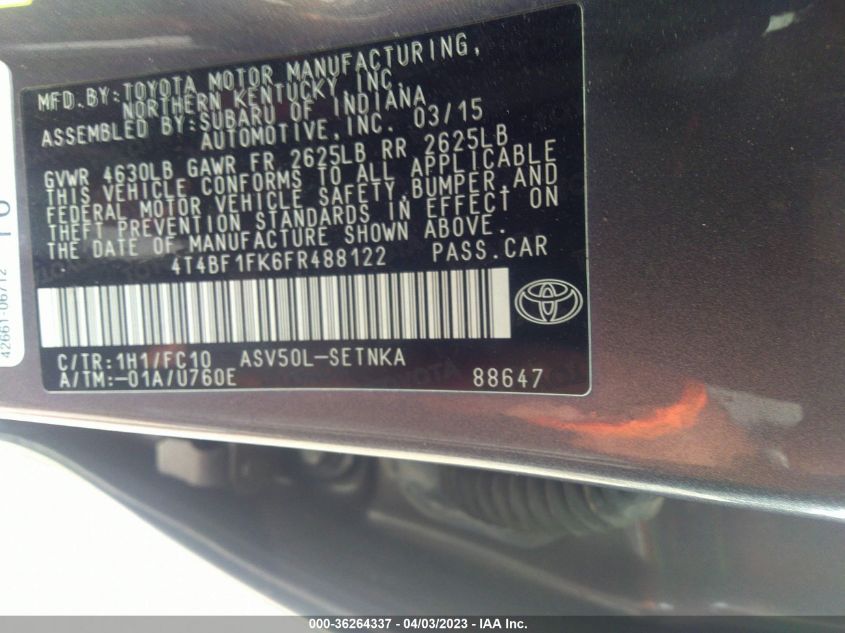 MFD.BY:TOYOTA MOTOR MANUFACTURING,
NORTHERN KENTUCKY INC.
ASSEMBLED BY:SUBARU OF INDIANA
AUTOMOTIVE,INC. 03/15
GVWR 4630LB GAWR FR 2625LB RR 2625LB
THIS VEHICLE CONFORMS TO ALL APPLICABLE
FEDERAL MOTOR VEHICLE SAFETY,BUMPER,AND
THEFT PREVENTION STANDARDS IN EFFECT ON
THE DATE OF MANUFACTURE SHOWN ABOVE.
4T4BF1FK6FR488122 PASS.CAR
C/TR:1H1/FC10 ASV50L-SETNKA
A/TM:-01A/U760E 88647
42661-06712
000-36264337 - 04/03/2023 - IAA Inc.